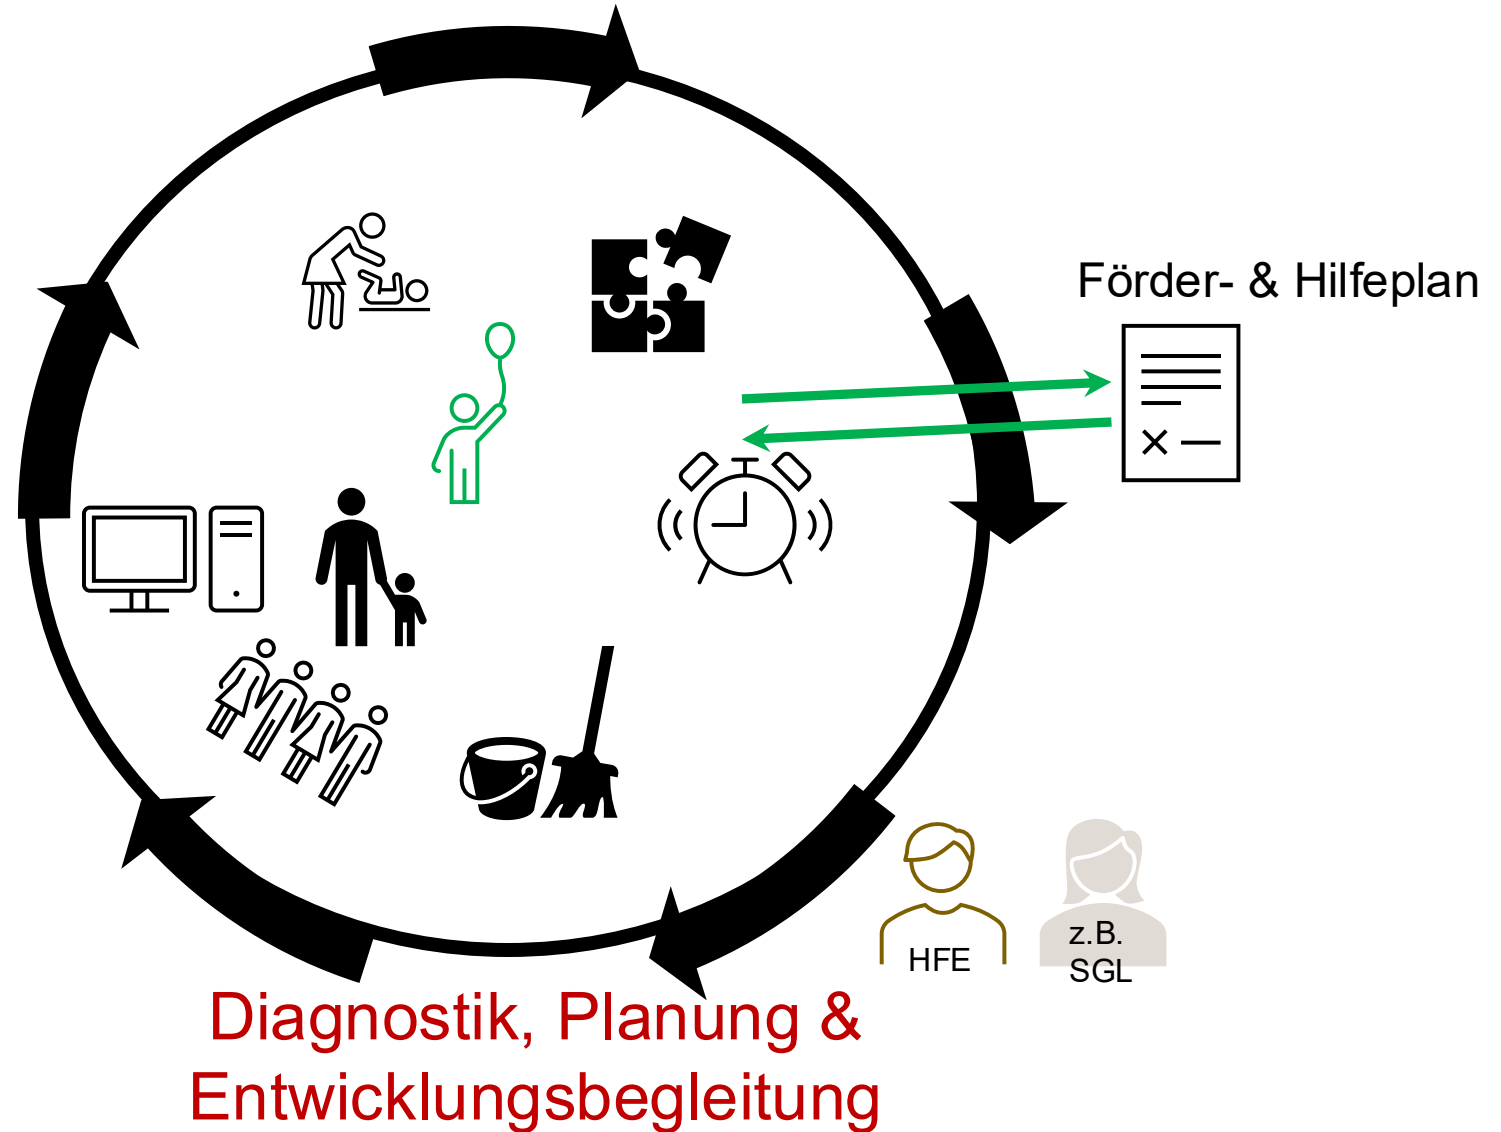 Förder- & Hilfeplan
HFE
z.B.
SGL
Diagnostik, Planung &
Entwicklungsbegleitung